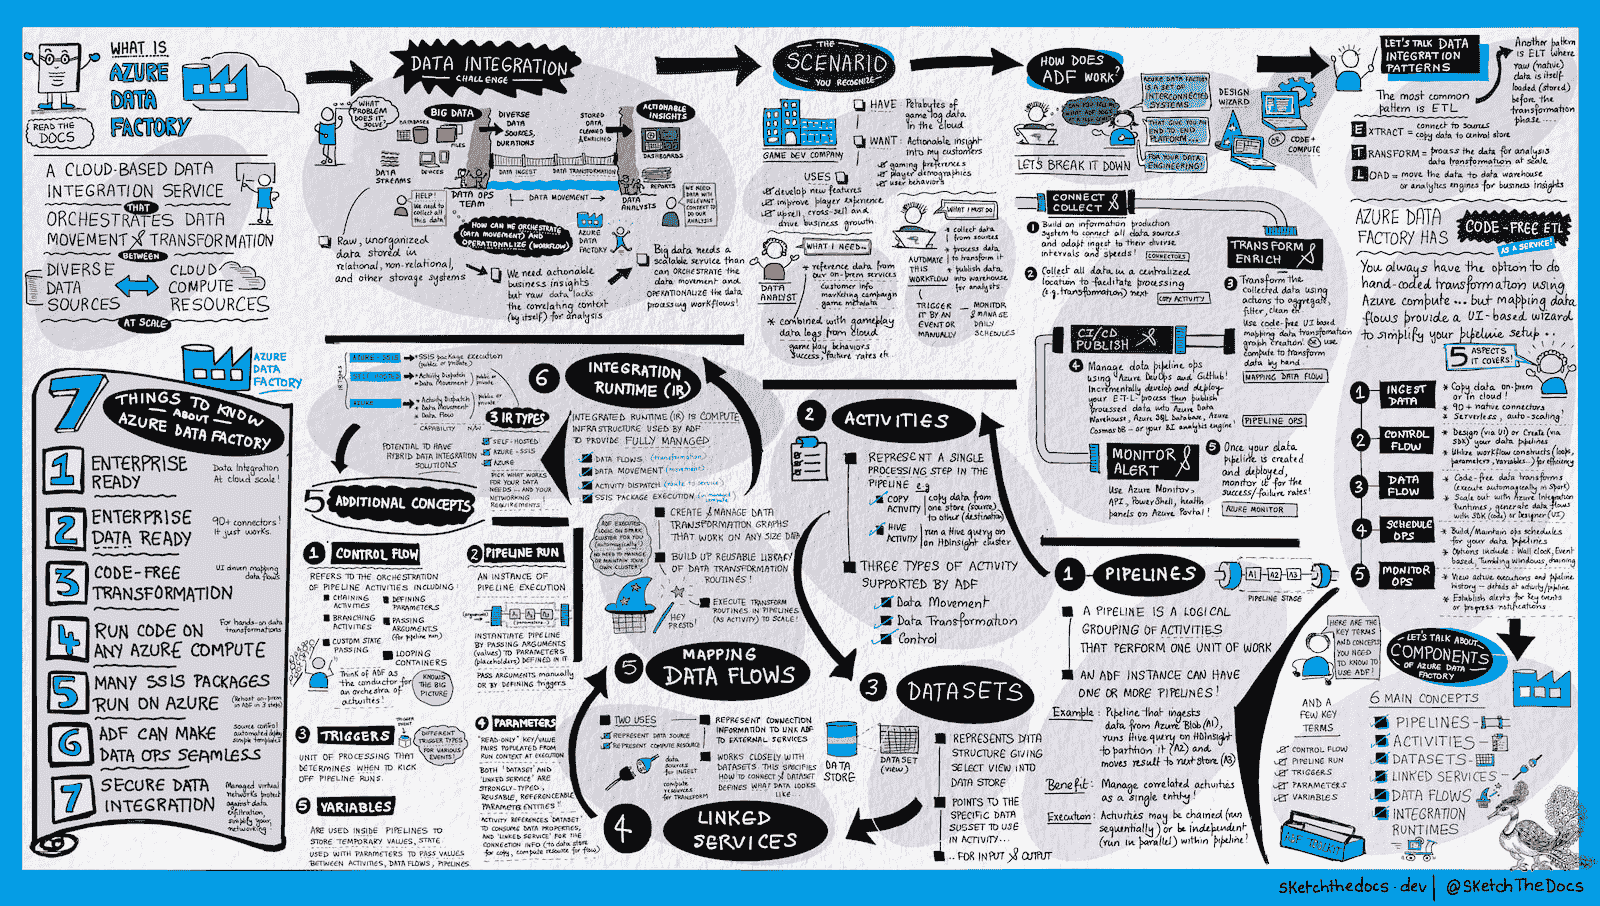 WHAT IS
AZURE
DATA
FACTORY
READ THE
DOCS
A CLOUD-BASED DATA
INTEGRATION SERVICE
THAT
ORCHESTRATES DATA
MOVEMENT & TRANSFORMATION
BETWEEN
DIVERSE
DATA
SOURCES
CLOUD
COMPUTE
RESOURCES
AT SCALE
DATA INTEGRATION
CHALLENGE
WHAT
PROBLEM
DOES IT
SOLVE?
BIG DATA
FILES
DEVICES
DATA
STREAMS
DIVERSE
DATA
SOURCES,
DURATIONS
STORED
DATA,
CLEANED
& ENRICHED
ACTIONABLE
INSIGHTS
DASHBOARDS
REPORTS
DATA INGEST
DATA TRANSFORMATION
DATA OPS
TEAM
DATA MOVEMENT
DATA
ANALYSTS
HELP!
We need to
collect all
this data
WE NEED
DATA WITH
RELEVANT
CONTEXT TO
DO OUR
ANALYSIS
HOW CAN WE ORCHESTRATE
(DATA MOVEMENT) AND
OPERATIONALIZE (WORKFLOW)
AZURE
DATA
FACTORY
Raw, unorganized
data stored in
relational, non-relational,
and other storage systems
We need actionable
business insights
but raw data lacks
the correlating context
(by itself) for analysis
Big data needs a
scalable service that
can ORCHESTRATE the
data movement and
OPERATIONALIZE the data
processing workflows!
THE
SCENARIO
YOU RECOGNIZE
GAME DEV COMPANY
HAVE: Petabytes of
game log data
in the cloud
WANT: Actionable insight
into my customers
gaming preferences
player demographics
user behaviors
USES
develop new features
improve player experience
upsell, cross-sell and
drive business growth
WHAT I NEED...
DATA
ANALYST
* reference data from
our on-prem services
Customer info
marketing campaign
game metadata
* combined with gameplay
data logs from cloud
game play behaviors
success/failure rates etc.
WHAT I MUST DO
AUTOMATE
THIS
WORKFLOW
* collect data
from sources
* process data
to transform it
* publish data
into warehouse
for analysts
TRIGGER
IT BY AN
EVENT OR
MANUALLY
MONITOR
& MANAGE
DAILY
SCHEDULES
HOW DOES
ADF WORK?
AZURE DATA FACTORY
IS A SET OF
INTERCONNECTED
SYSTEMS
THAT GIVE YOU AN
END TO END
PLATFORM
FOR YOUR DATA
ENGINEERING!
DESIGN
WIZARD
OR
CODE+
COMPUTE
LET'S BREAK IT DOWN
CONNECT
COLLECT &
1 Build an information production
system to connect all data sources
and adapt ingest to their diverse
intervals and speeds!
CONNECTORS
2 Collect all data in a centralized
location to facilitate processing
(e.g. transformation) next
COPY ACTIVITY
TRANSFORM
ENRICH &
3 Transform the
collected data using
actions to aggregate,
filter, clean etc.
Use code-free UI based
mapping data transformation
graph creation OR use
compute to transform
data by hand
MAPPING DATA FLOW
CI/CD
PUBLISH &
4 Manage data pipeline ops
using Azure DevOps and GitHub!
Incrementally develop and deploy
your E-T-L process then publish
processed data into Azure Data
Warehouse, Azure SQL Database, Azure
Cosmos DB - or your BI analytics engine!
PIPELINE OPS
MONITOR &
ALERT
5 Once your data
pipeline is created
and deployed,
monitor it for the
success/failure rates!
Use Azure Monitor,
API, PowerShell, Health
panels on Azure Portal!
AZURE MONITOR
LET'S TALK DATA
INTEGRATION
PATTERNS
The most common
pattern is ETL
Another pattern
is ELT where
raw (native)
data is itself
loaded (stored)
before the
transformation
phase....
EXTRACT = connect to sources
copy data to central store
TRANSFORM = process the data for analysis
data transformation at scale
LOAD = move the data to data warehouse
or analytics engines for business insights
AZURE DATA
FACTORY HAS
CODE-FREE ETL
AS A SERVICE!
You always have the option to do
hand-coded transformation using
Azure compute ... but mapping data
flows provide a UI-based wizard
to simplify your pipeline setup ..
5 ASPECTS
IT COVERS!
1 INGEST
DATA
* Copy data on-prem
or in cloud!
* 90+ native connectors
* Serverless, auto-scaling!
2 CONTROL
FLOW
* Design (via UI) or Create (via
SDK) your data pipelines
* Utilize workflow constructs (loops,
parameters, variables..) for efficiency
3 DATA
FLOW
* Code-free data transforms
(execute automatically in Spark)
* Scale out with Azure Integration
Runtimes, generate data flows
with SDK (code) or Designer (UI)
4 SCHEDULE
OPS
* Build/Maintain ops schedules
for your data pipelines
* Options include: Wall clock, Event
based, Tumbling windows, chaining
5 MONITOR
OPS
* View active executions and pipeline
history - details at activity/pipeline
* Establish alerts for key events
or progress notifications
AZURE
DATA
FACTORY
7 THINGS TO KNOW
ABOUT
AZURE DATA FACTORY
1 ENTERPRISE
READY
Data Integration
At cloud scale!
2 ENTERPRISE
DATA READY
90+ connectors!
It just works.
3 CODE-FREE
TRANSFORMATION
UI driven mapping
data flows
4 RUN CODE ON
ANY AZURE COMPUTE
For hands-on data
transformations
5 MANY SSIS PACKAGES
RUN ON AZURE
(Rehost on-prem
in ADF in 3 steps)
6 ADF CAN MAKE
DATA OPS SEAMLESS
source control
automated deploy
simple templates
7 SECURE DATA
INTEGRATION
Managed virtual
networks protect
against data
exfiltration,
simplify your
networking!
IR TYPES
AZURE-SSIS
SSIS package execution
(public or private)
SELF-HOSTED
Activity Dispatch
Data Movement
public or
private
AZURE
Activity Dispatch
Data Movement
Data Flow
public or
private
CAPABILITY
N/W
3 IR TYPES
SELF-HOSTED
AZURE-SSIS
AZURE
POTENTIAL TO HAVE
HYBRID DATA INTEGRATION
SOLUTIONS
PICK WHAT WORKS
FOR YOUR DATA
NEEDS -- AND YOUR
NETWORKING
REQUIREMENTS
6 INTEGRATION
RUNTIME (IR)
INTEGRATED RUNTIME (IR) IS COMPUTE
INFRASTRUCTURE USED BY ADF
TO PROVIDE FULLY MANAGED
DATA FLOWS (transformation)
DATA MOVEMENT (movement)
ACTIVITY DISPATCH (route to service)
SSIS PACKAGE EXECUTION (in managed compute)
5 ADDITIONAL CONCEPTS
1 CONTROL FLOW
REFERS TO THE ORCHESTRATION
OF PIPELINE ACTIVITIES INCLUDING
CHAINING
ACTIVITIES
BRANCHING
ACTIVITIES
CUSTOM STATE
PASSING
DEFINING
PARAMETERS
PASSING
ARGUMENTS
(for pipeline run)
LOOPING
CONTAINERS
Think of ADF as
the conductor for
an orchestra of
activities!
KNOWS
THE BIG
PICTURE
2 PIPELINE RUN
AN INSTANCE OF
PIPELINE EXECUTION
(arguments)
A1 A2 A3
(parameters)
INSTANTIATE PIPELINE
BY PASSING ARGUMENTS
(values) TO PARAMETERS
(placeholders) DEFINED IN IT
PASS ARGUMENTS manually
or by defining triggers
3 TRIGGERS
TRIGGER
EVENT
DIFFERENT
TRIGGER TYPES
FOR VARIOUS
EVENTS!
UNIT OF PROCESSING THAT
DETERMINES WHEN TO KICK
OFF PIPELINE RUNS.
4 PARAMETERS
"READ-ONLY" KEY/VALUE
PAIRS POPULATED FROM
RUN CONTEXT AT EXECUTION
BOTH 'DATASET' AND
'LINKED SERVICE' ARE
STRONGLY-TYPED,
REUSABLE, REFERENCEABLE
PARAMETER ENTITIES!
ACTIVITY REFERENCES DATASET
TO CONSUME DATA PROPERTIES,
AND 'LINKED SERVICE' FOR THE
CONNECTION INFO (to data store
for copy, compute resource for flow)
5 VARIABLES
ARE USED INSIDE PIPELINES TO
STORE TEMPORARY VALUES, STATE
USED WITH PARAMETERS TO PASS VALUES
BETWEEN ACTIVITIES, DATA FLOWS, PIPELINES
ADF EXECUTES
LOGIC ON SPARK
CLUSTER FOR YOU
(automagically!)
NO NEED TO MANAGE
OR MAINTAIN YOUR
OWN CLUSTER!
HEY
PRESTO!
CREATE & MANAGE DATA
TRANSFORMATION GRAPHS
THAT WORK ON ANY SIZE DATA
BUILD UP REUSABLE LIBRARY
OF DATA TRANSFORMATION
ROUTINES!
EXECUTE TRANSFORM
ROUTINES IN PIPELINES
(AS ACTIVITY) TO SCALE!
5 MAPPING
DATA FLOWS
TWO USES
REPRESENT DATA SOURCE
REPRESENT COMPUTE RESOURCE
data
sources
for INGEST
compute
resources
for TRANSFORM
REPRESENT CONNECTION
INFORMATION TO LINK ADF
TO EXTERNAL SERVICES
WORKS CLOSELY WITH
DATASETS THIS SPECIFIES
HOW TO CONNECT & DATASET
DEFINES WHAT DATA LOOKS
LIKE...
4 LINKED
SERVICES
DATA
STORE
DATASET
(view)
2 ACTIVITIES
REPRESENT A SINGLE
PROCESSING STEP IN THE
PIPELINE e.g
COPY
ACTIVITY
copy data from
one store (source)
to other (destination)
HIVE
ACTIVITY
run a Hive query on
on HDInsight cluster
THREE TYPES OF ACTIVITY
SUPPORTED BY ADF
Data Movement
Data Transformation
Control
3 DATASETS
REPRESENTS DATA
STRUCTURE GIVING
SELECT VIEW INTO
DATA STORE
POINTS TO THE
SPECIFIC DATA
SUBSET TO USE
IN ACTIVITY...
.. FOR INPUT & OUTPUT
1 PIPELINES
A1 A2 A3
PIPELINE STAGE
A PIPELINE IS A LOGICAL
GROUPING OF ACTIVITIES
THAT PERFORM ONE UNIT OF WORK
AN ADF INSTANCE CAN HAVE
ONE OR MORE PIPELINES!
Example: Pipeline that ingests
data from Azure Blob (A1),
runs Hive query on HDInsight
to partition it (A2) and
moves result to next store (A3)
Benefit: Manage correlated activities
as a single entity!
Execution: Activities may be chained (run
sequentially) or be independent
(run in parallel) within pipeline!
HERE ARE THE
KEY TERMS
AND CONCEPTS
YOU NEED
TO KNOW TO
USE ADF!
LET'S TALK ABOUT
COMPONENTS
OF AZURE DATA
FACTORY
AND A
FEW KEY
TERMS
CONTROL FLOW
PIPELINE RUN
TRIGGERS
PARAMETERS
VARIABLES
6 MAIN CONCEPTS
PIPELINES
ACTIVITIES
DATASETS
LINKED SERVICES
DATA FLOWS
INTEGRATION
RUNTIMES
ADF TOOLKIT
sketchthedocs.dev | @SketchTheDocs